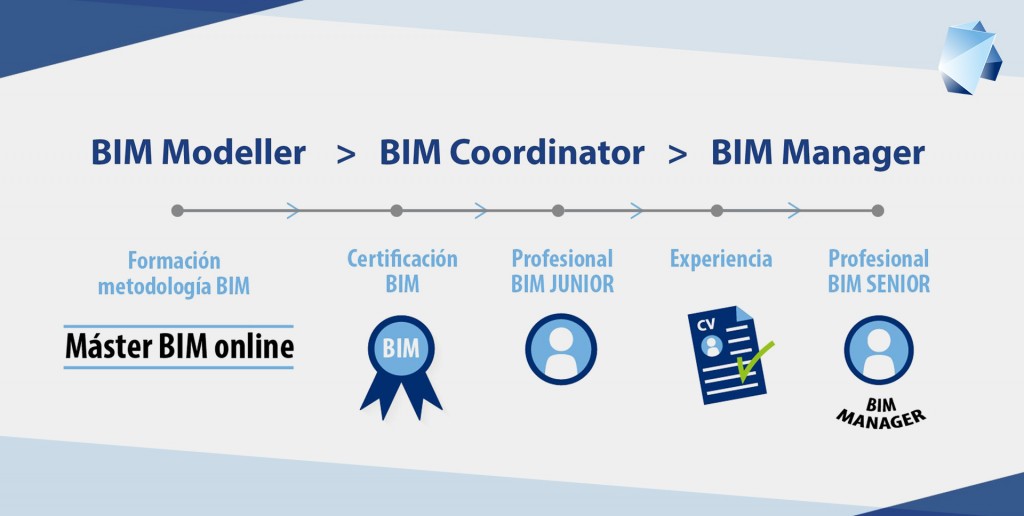 BIM Modeller > BIM Coordinator > BIM Manager
Formación
metodología BIM
Máster BIM online
Certificación
BIM
BIM
Profesional
BIM JUNIOR
Experiencia
CV
Profesional
BIM SENIOR
BIM
MANAGER